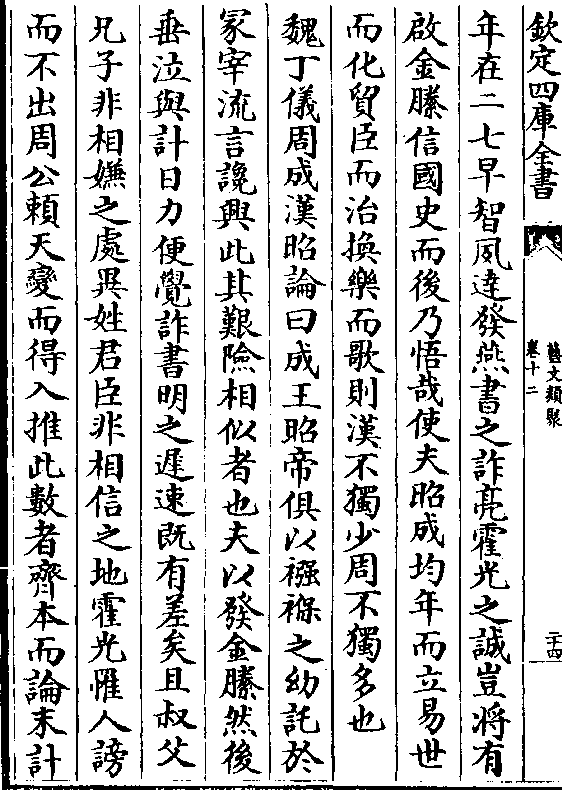 欽定四庫全書
藝文類聚
卷十二
二十四
年在二七早智夙達發燕書之詐亮霍光之誠豈將有
啟金縢信國史而後乃悟哉使夫昭成均年而立易世
而化貿臣而治換樂而歌則漢不獨少周不獨多也
魏丁儀周成漢昭論曰成王昭帝俱以襁褓之幼託於
冢宰流言讒興此其艱險相似者也夫以發金縢然後
垂泣與計日力便覺詐書明之遲速既有差矣且叔父
兄子非相嫌之處異姓君臣非相信之地霍光罹人謗
而不出周公賴天變而得入推此數者齊本而論末計